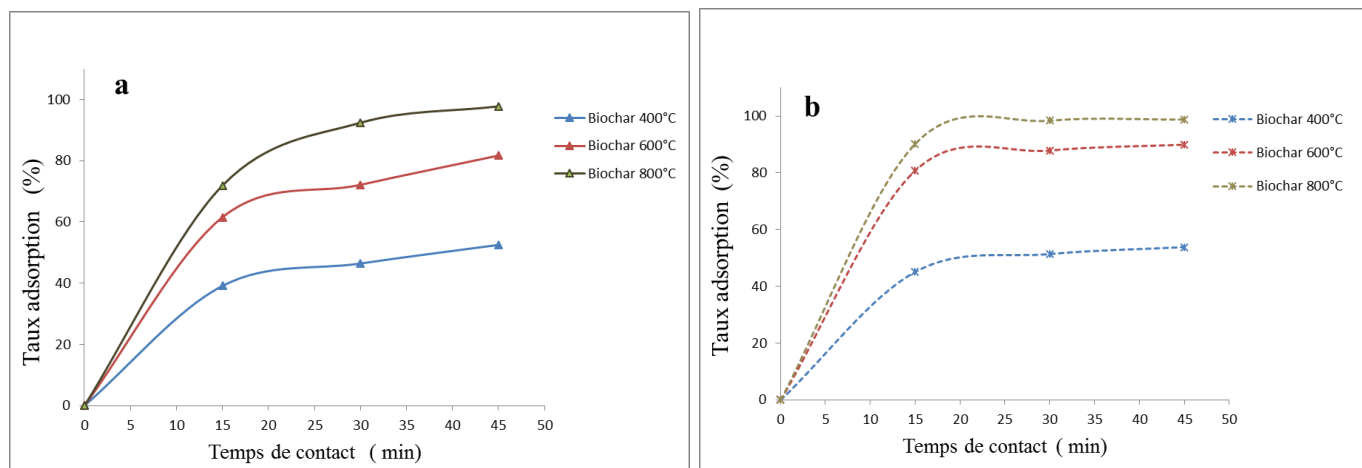 a
Taux adsorption (%)
100
80
60
40
20
0
0 5 10 15 20 25 30 35 40 45 50
Temps de contact ( min)
Biochar 400°C
Biochar 600°C
Biochar 800°C
b
Taux adsorption (%)
120
100
80
60
40
20
0
0 5 10 15 20 25 30 35 40 45 50
Temps de contact ( min)
Biochar 400°C
Biochar 600°C
Biochar 800°C